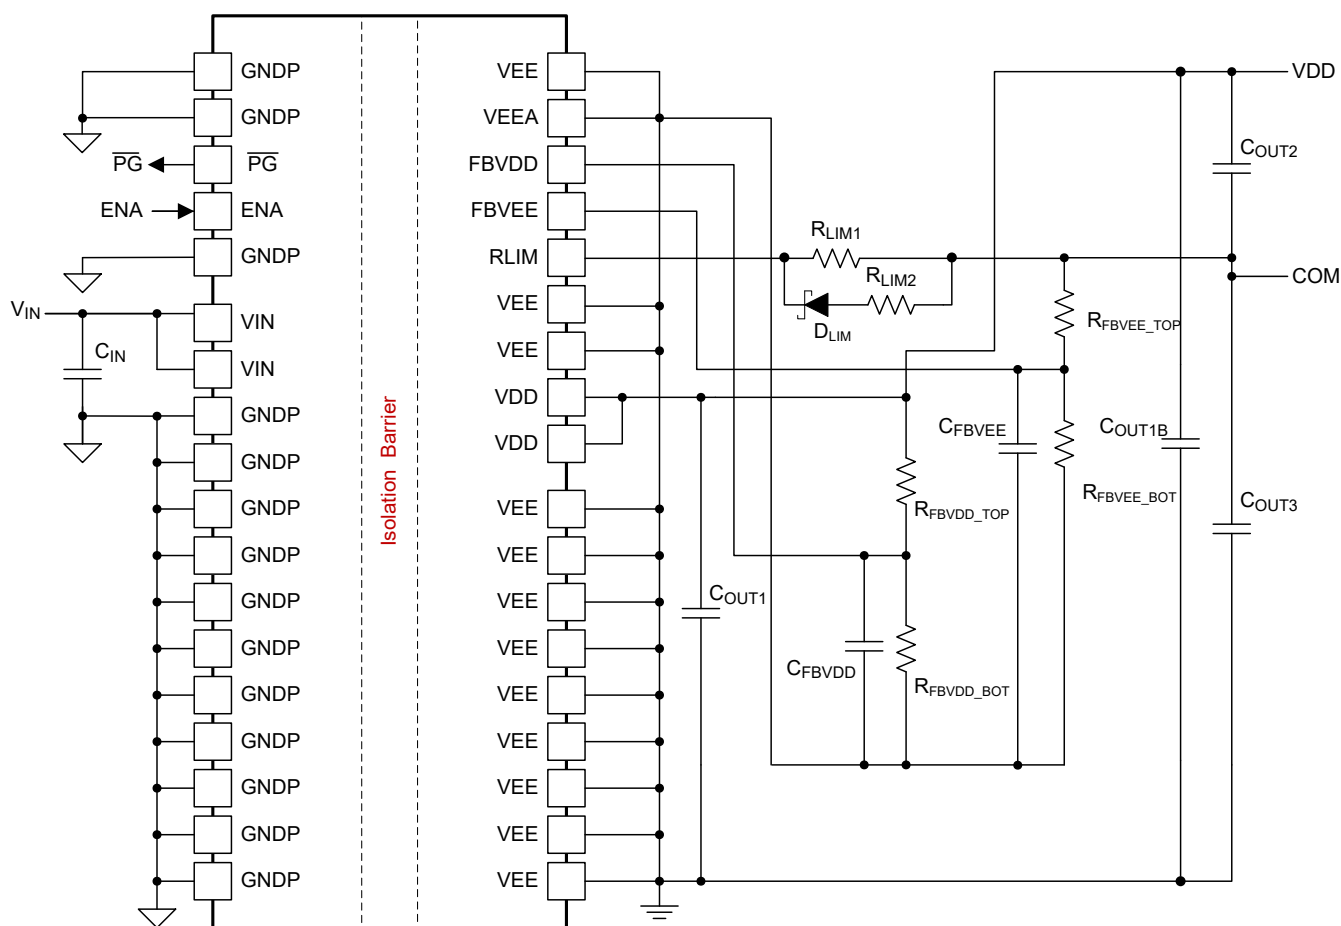 GNDP
VEE
VDD
GNDP
VEEA
PG
PG
FBVDD
COUT2
ENA
ENA
FBVEE
RLIM1
GNDP
RLIM
RLIM2
COM
VIN
VIN
VEE
DLIM
RFBVEE_TOP
CIN
VIN
VEE
GNDP
VDD
Isolation Barrier
CFBVEE
COUT1B
GNDP
VDD
RFBVDD_TOP
RFBVEE_BOT
COUT3
GNDP
VEE
GNDP
VEE
GNDP
VEE
COUT1
GNDP
VEE
CFBVDD
RFBVDD_BOT
GNDP
VEE
GNDP
VEE
GNDP
VEE
GNDP
VEE
GNDP
VEE